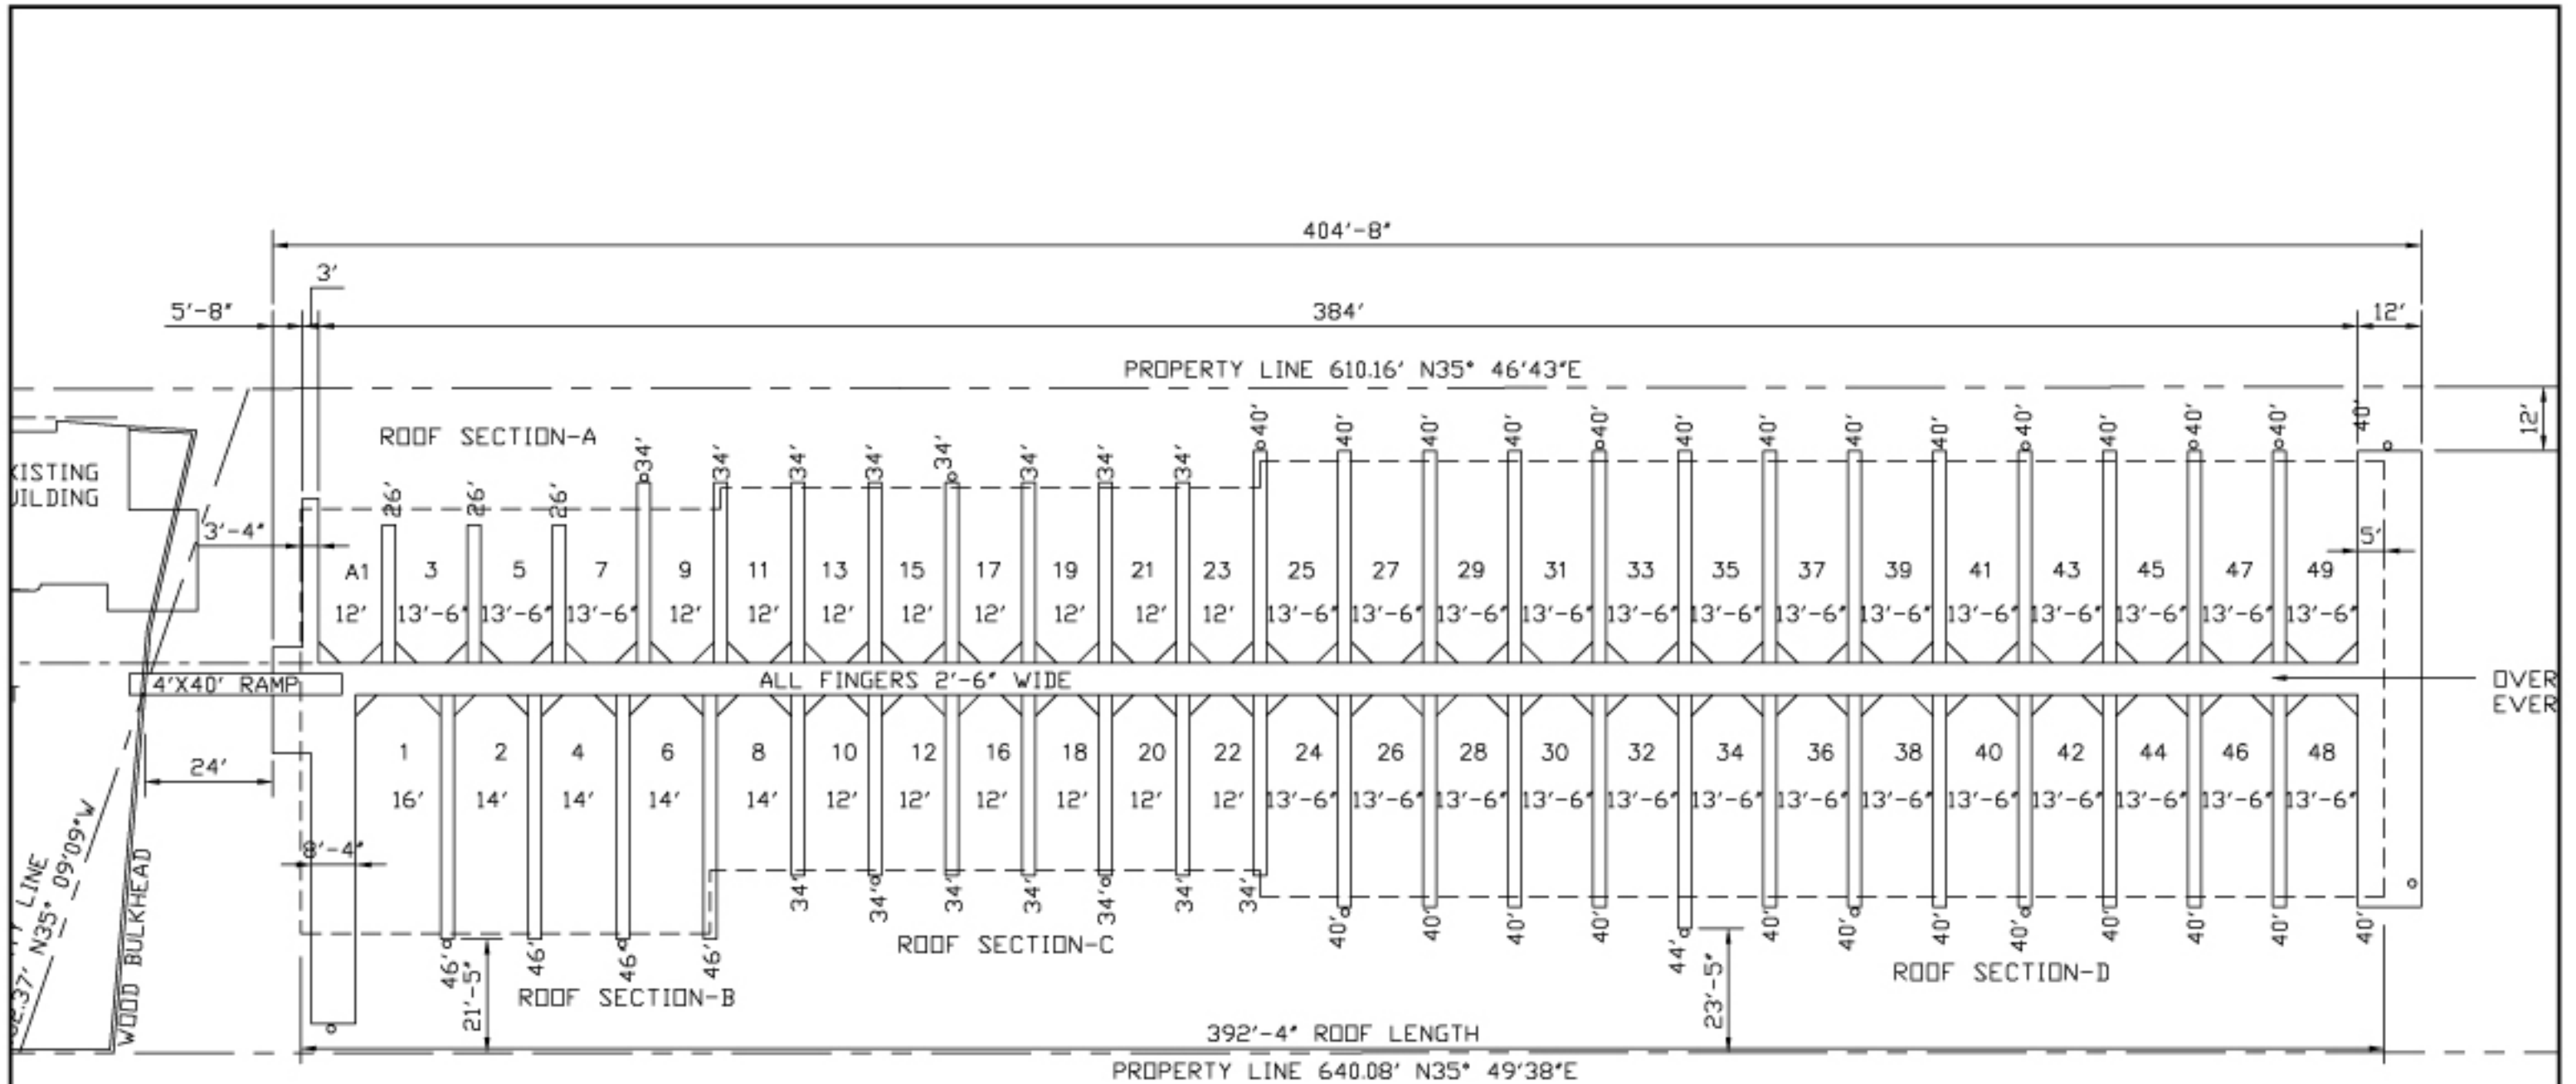 404'-8"
3'
5'-8"
384'
12'
PROPERTY LINE 610.16' N35° 46'43"E
40' 40' 40' 40' 40' 40' 40' 40' 40' 40' 40' 40' 40' 40'
12'
ROOF SECTION-A
34' 34' 34' 34' 34' 34' 34' 34'
XISTING
UILDING
26' 26' 26'
3'-4"
5'
A1 3 5 7 9 11 13 15 17 19 21 23 25 27 29 31 33 35 37 39 41 43 45 47 49
12' 13'-6" 13'-6" 13'-6" 12' 12' 12' 12' 12' 12' 12' 12' 13'-6" 13'-6" 13'-6" 13'-6" 13'-6" 13'-6" 13'-6" 13'-6" 13'-6" 13'-6" 13'-6" 13'-6" 13'-6"
4'X40' RAMP
ALL FINGERS 2'-6" WIDE
OVER
EVER
1 2 4 6 8 10 12 16 18 20 22 24 26 28 30 32 34 36 38 40 42 44 46 48
24'
16' 14' 14' 14' 14' 12' 12' 12' 12' 12' 12' 13'-6" 13'-6" 13'-6" 13'-6" 13'-6" 13'-6" 13'-6" 13'-6" 13'-6" 13'-6" 13'-6" 13'-6" 13'-6"
8'-4"
34' 34' 34' 34' 34' 34' 34'
40' 40' 40' 40' 44' 40' 40' 40' 40' 40' 40' 40' 40'
46' 46' 46' 46'
ROOF SECTION-C
ROOF SECTION-D
ROOF SECTION-B
21'-5"
23'-5"
LINE
2.37' N35° 09'09"W
WOOD BULKHEAD
392'-4" ROOF LENGTH
PROPERTY LINE 640.08' N35° 49'38"E